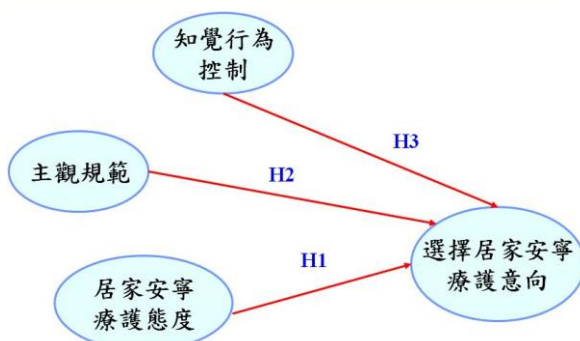 知覺行為
控制
H3
主觀規範
H2
選擇居家安寧
療護意向
H1
居家安寧
療護態度